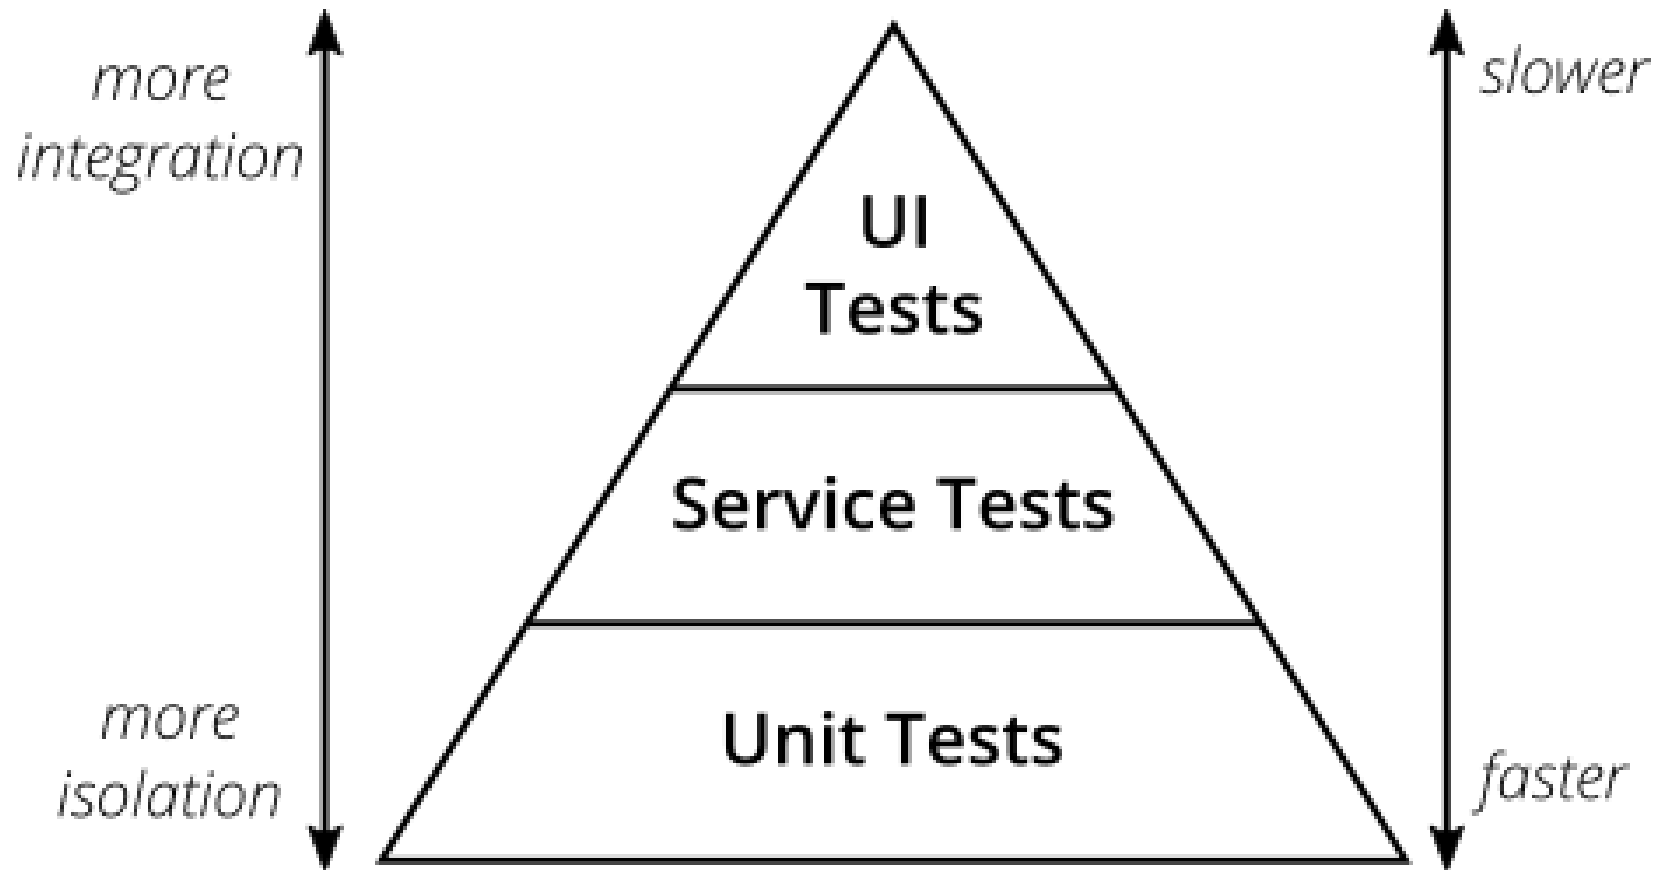 more
integration
slower
UI
Tests
Service Tests
Unit Tests
more
isolation
faster